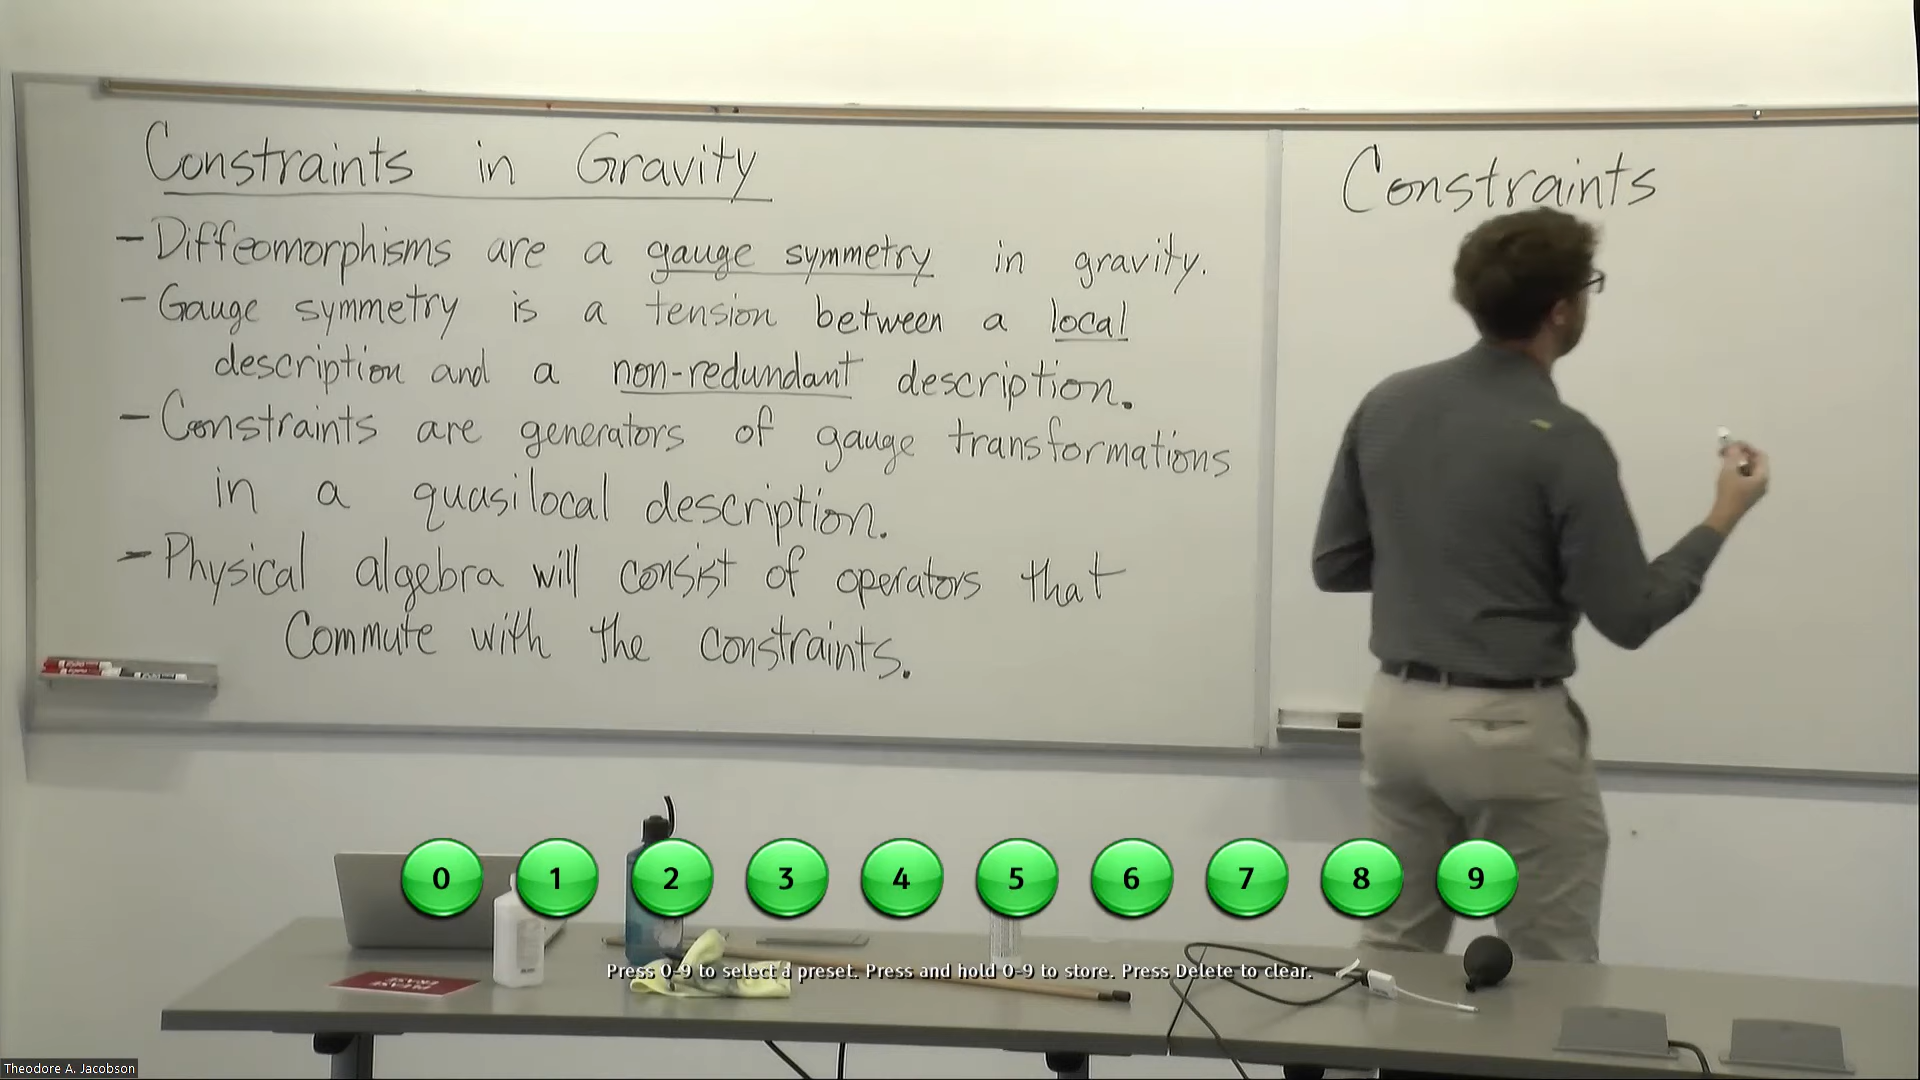 Constraints in Gravity
- Diffeomorphisms are a gauge symmetry in gravity.
- Gauge symmetry is a tension between a local
description and a non-redundant description.
- Constraints are generators of gauge transformations
in a quasilocal description.
- Physical algebra will consist of operators that
commute with the constraints.
Constraints
0 1 2 3 4 5 6 7 8 9
Press 0-9 to select a preset. Press and hold 0-9 to store. Press Delete to clear.
Theodore A. Jacobson